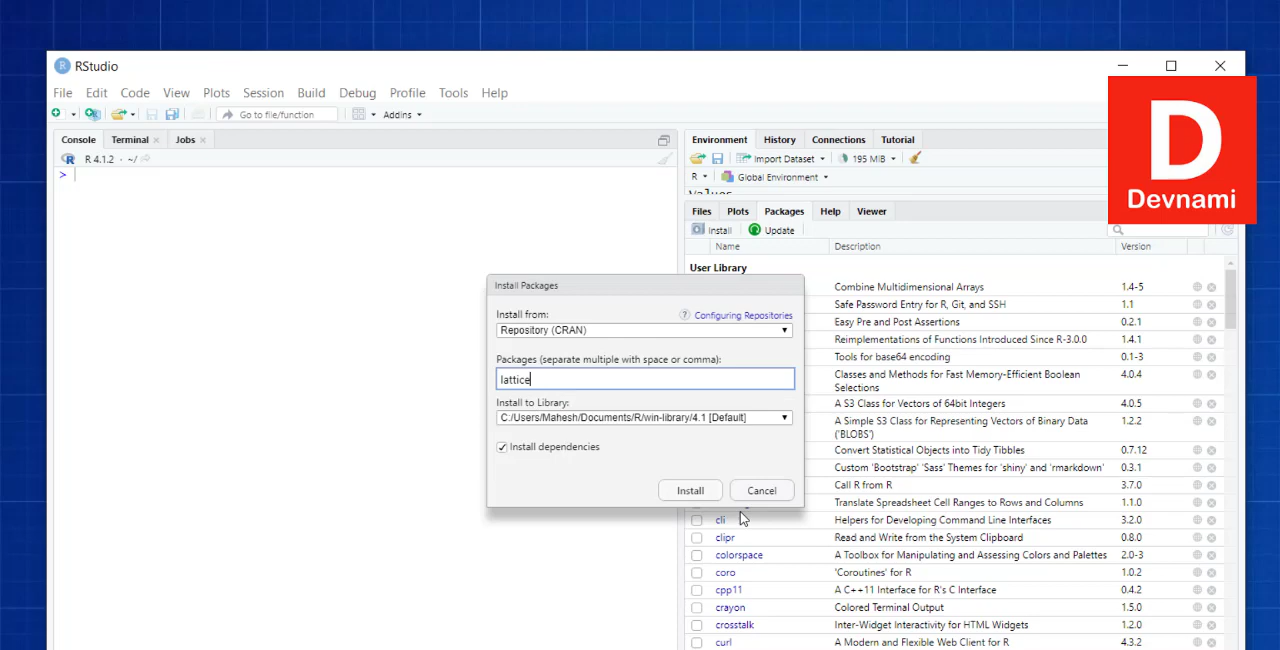 RStudio
File Edit Code View Plots Session Build Debug Profile Tools Help
Go to file/function Addins
Console Terminal Jobs
R 4.1.2 · ~/
>
Environment History Connections Tutorial
Import Dataset 195 MiB
R Global Environment
Values
D
Devnami
Files Plots Packages Help Viewer
Install Update
Name Description Version
User Library
Combine Multidimensional Arrays 1.4-5
Safe Password Entry for R, Git, and SSH 1.1
Easy Pre and Post Assertions 0.2.1
Reimplementations of Functions Introduced Since R-3.0.0 1.4.1
Tools for base64 encoding 0.1-3
Classes and Methods for Fast Memory-Efficient Boolean 4.0.4
Selections
A S3 Class for Vectors of 64bit Integers 4.0.5
A Simple S3 Class for Representing Vectors of Binary Data 1.2.2
('BLOBS')
Convert Statistical Objects into Tidy Tibbles 0.7.12
Custom 'Bootstrap' 'Sass' Themes for 'shiny' and 'rmarkdown' 0.3.1
Call R from R 3.7.0
Translate Spreadsheet Cell Ranges to Rows and Columns 1.1.0
cli Helpers for Developing Command Line Interfaces 3.2.0
clipr Read and Write from the System Clipboard 0.8.0
colorspace A Toolbox for Manipulating and Assessing Colors and Palettes 2.0-3
coro 'Coroutines' for R 1.0.2
cpp11 A C++11 Interface for R's C Interface 0.4.2
crayon Colored Terminal Output 1.5.0
crosstalk Inter-Widget Interactivity for HTML Widgets 1.2.0
curl A Modern and Flexible Web Client for R 4.3.2
Install Packages
Install from: ? Configuring Repositories
Repository (CRAN)
Packages (separate multiple with space or comma):
lattice
Install to Library:
C:/Users/Mahesh/Documents/R/win-library/4.1 [Default]
Install dependencies
Install Cancel